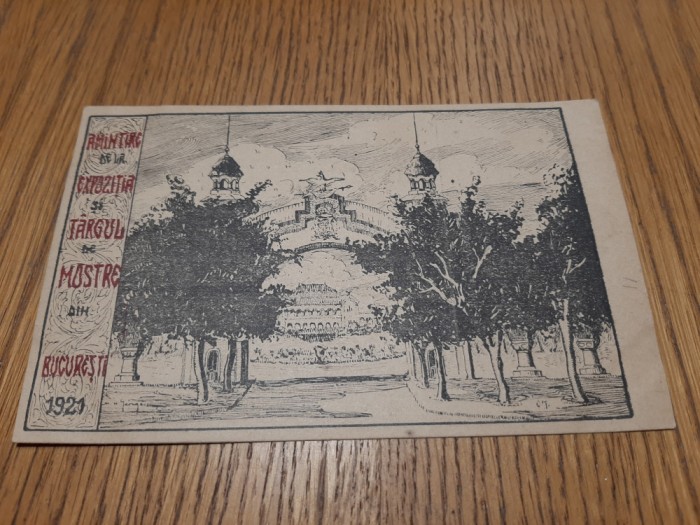 AMINTIRE
DE LA
EXPOZIȚIA
ȘI
TÂRGUL
DE
MOSTRE
DIN
BUCUREȘTI
1921